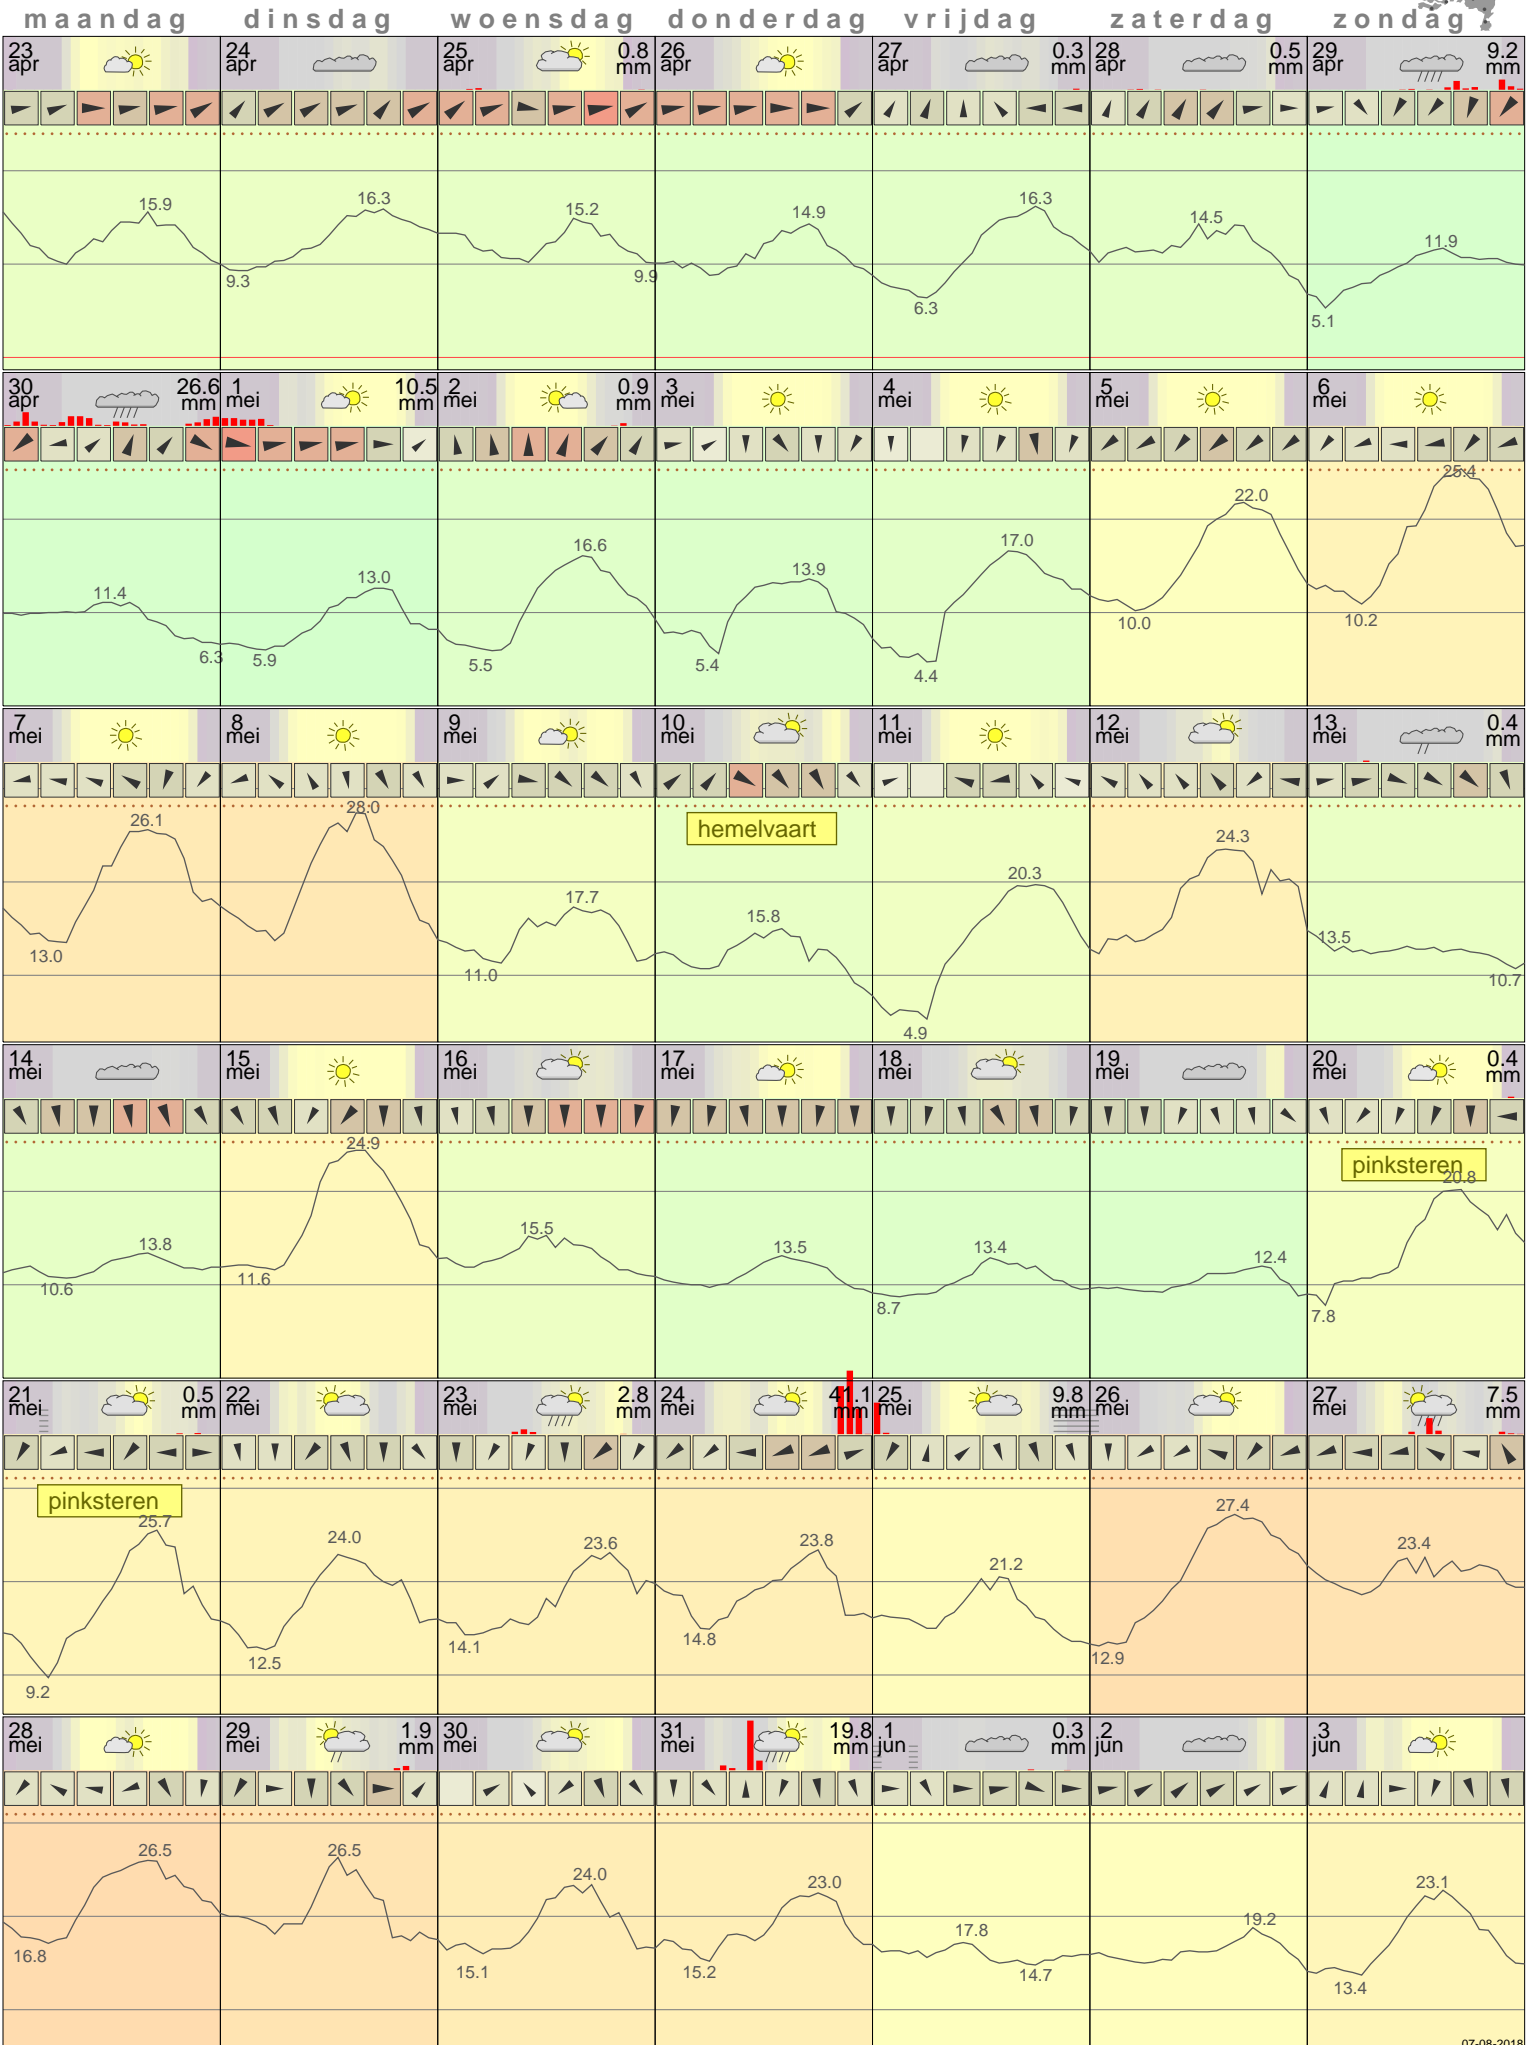 maandag dinsdag woensdag donderdag vrijdag zaterdag zondag
23 apr 24 apr 25 apr 0.8 mm 26 apr 27 apr 0.3 mm 28 apr 0.5 mm 29 apr 9.2 mm
15.9 9.3 16.3 15.2 9.9 14.9 6.3 16.3 14.5 5.1 11.9
30 apr 26.6 mm 1 mei 10.5 mm 2 mei 0.9 mm 3 mei 4 mei 5 mei 6 mei
11.4 6.3 5.9 13.0 5.5 16.6 5.4 13.9 4.4 17.0 10.0 22.0 10.2 25.4
7 mei 8 mei 9 mei 10 mei 11 mei 12 mei 13 mei 0.4 mm
hemelvaart
13.0 26.1 28.0 11.0 17.7 15.8 4.9 20.3 24.3 13.5 10.7
14 mei 15 mei 16 mei 17 mei 18 mei 19 mei 20 mei 0.4 mm
pinksteren
10.6 13.8 11.6 24.9 15.5 13.5 8.7 13.4 12.4 7.8 20.8
21 mei 0.5 mm 22 mei 23 mei 2.8 mm 24 mei 41.1 mm 25 mei 9.8 mm 26 mei 27 mei 7.5 mm
pinksteren
9.2 25.7 12.5 24.0 14.1 23.6 14.8 23.8 21.2 12.9 27.4 23.4
28 mei 29 mei 1.9 mm 30 mei 31 mei 19.8 mm 1 jun 0.3 mm 2 jun 3 jun
16.8 26.5 26.5 15.1 24.0 15.2 23.0 17.8 14.7 19.2 13.4 23.1
07-08-2018